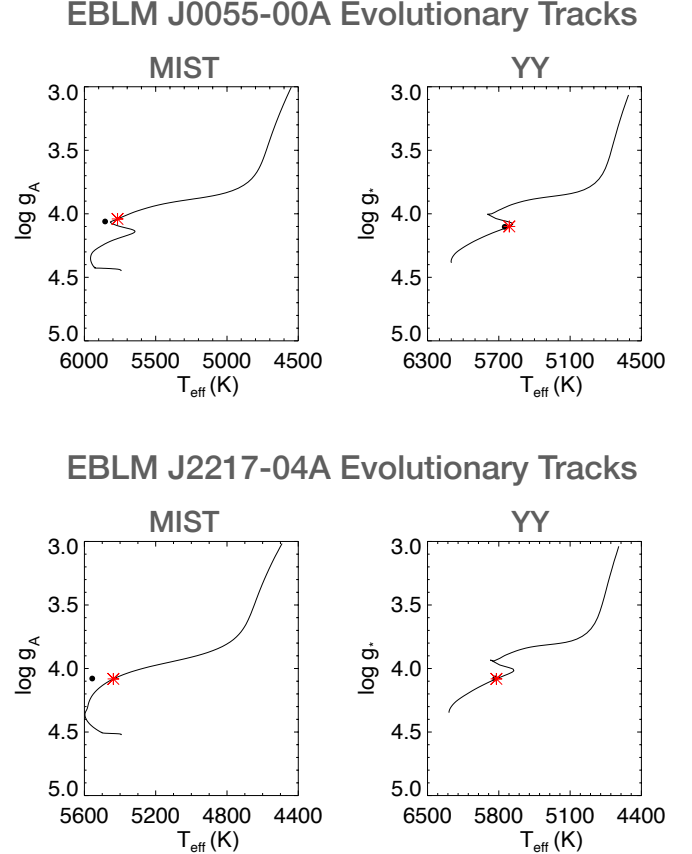 EBLM J0055-00A Evolutionary Tracks
MIST
YY
3.0
3.5
4.0
4.5
5.0
log g_A
6000 5500 5000 4500
T_eff (K)
3.0
3.5
4.0
4.5
5.0
log g_*
6300 5700 5100 4500
T_eff (K)
EBLM J2217-04A Evolutionary Tracks
MIST
YY
3.0
3.5
4.0
4.5
5.0
log g_A
5600 5200 4800 4400
T_eff (K)
3.0
3.5
4.0
4.5
5.0
log g_*
6500 5800 5100 4400
T_eff (K)